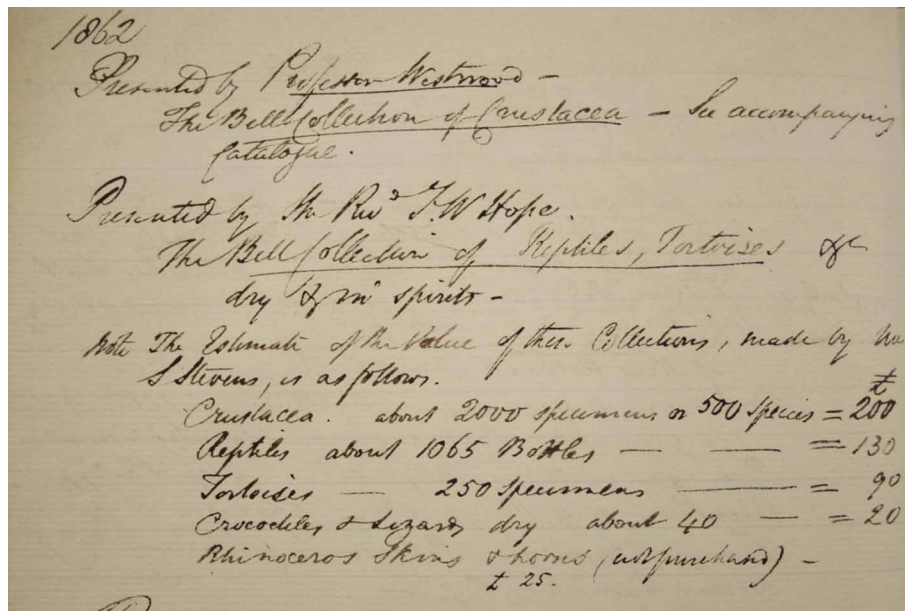 1862
Presented by Professor Westwood -
The Bell Collection of Crustacea - See accompanying
Catalogue.
Presented by the Revd F.W Hope.
The Bell Collection of Reptiles, Tortoises &c
dry & in spirits -
Note The Estimate of the Value of these Collections, made by
S Stevens, is as follows.
£
Crustacea. about 2000 specimens or 500 species = 200
Reptiles about 1065 Bottles — — = 130
Tortoises — 250 specimens — = 90
Crocodiles & Lizards dry about 40 — = 20
Rhinoceros Skins & horns (not purchased) -
£ 25.